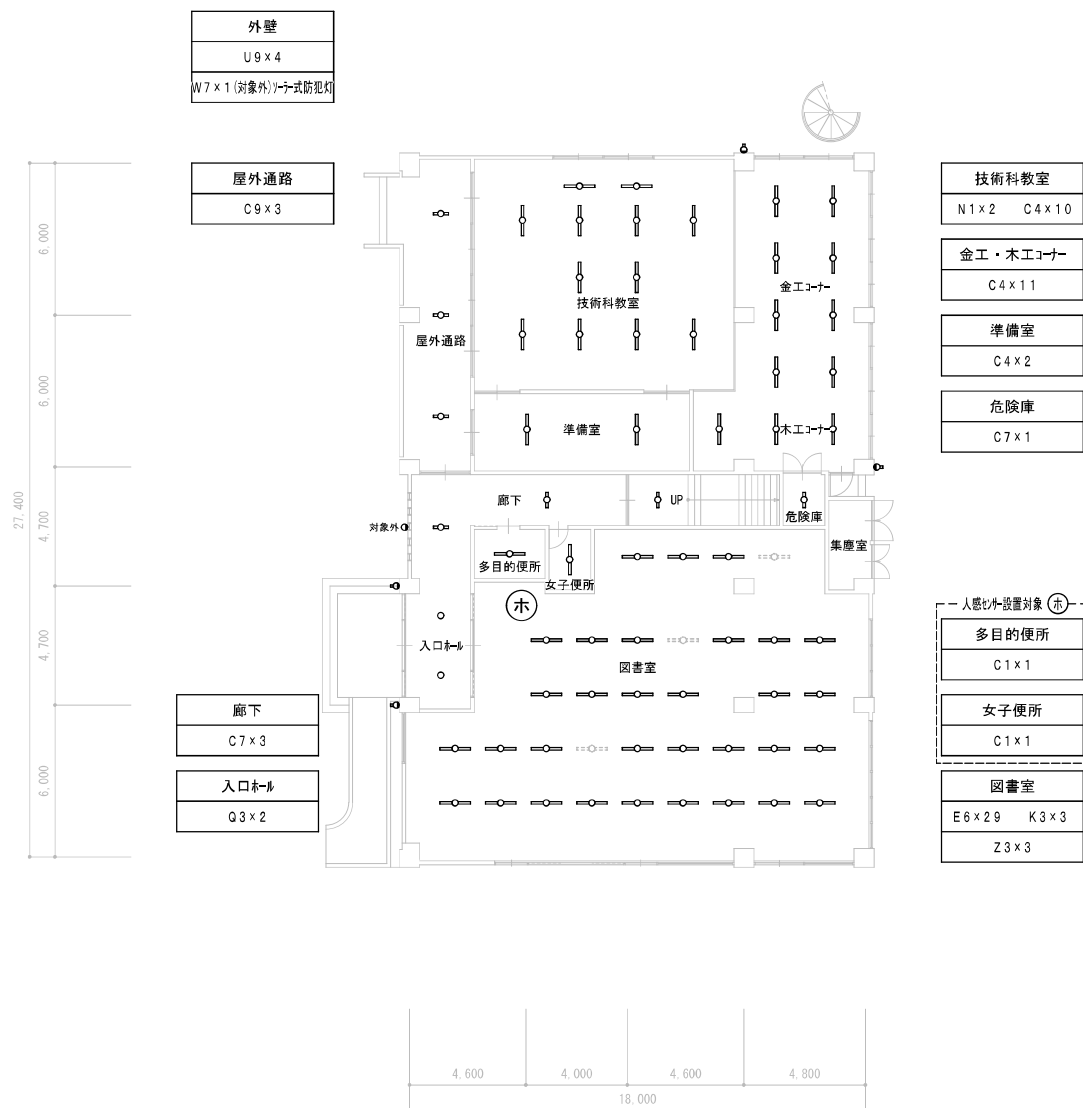 外壁
U9×4
W7×1(対象外)ソーラー式防犯灯
屋外通路
C9×3
技術科教室
N1×2 C4×10
金工・木工コーナー
C4×11
準備室
C4×2
危険庫
C7×1
技術科教室
金工コーナー
屋外通路
準備室
木工コーナー
廊下
UP
危険庫
対象外
集塵室
多目的便所
女子便所
ホ
入口ホール
図書室
人感センサー設置対象 ホ
多目的便所
C1×1
女子便所
C1×1
図書室
E6×29 K3×3
Z3×3
廊下
C7×3
入口ホール
Q3×2
6,000
6,000
27,400
4,700
4,700
6,000
4,600
4,000
4,600
4,800
18,000